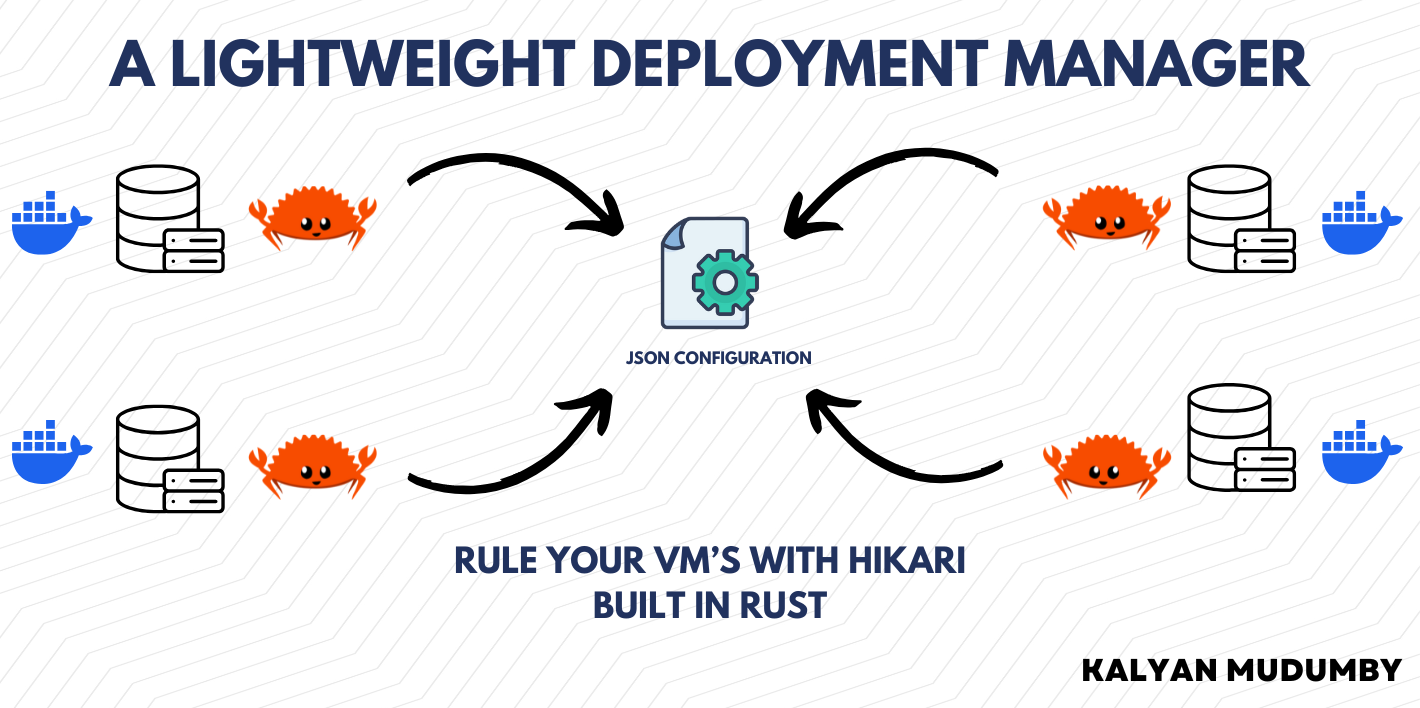 A LIGHTWEIGHT DEPLOYMENT MANAGER
JSON CONFIGURATION
RULE YOUR VM’S WITH HIKARI
BUILT IN RUST
KALYAN MUDUMBY